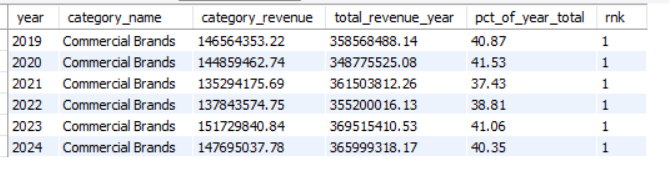 year category_name category_revenue total_revenue_year pct_of_year_total rnk
2019 Commercial Brands 146564353.22 358568488.14 40.87 1
2020 Commercial Brands 144859462.74 348775525.08 41.53 1
2021 Commercial Brands 135294175.69 361503812.26 37.43 1
2022 Commercial Brands 137843574.75 355200016.13 38.81 1
2023 Commercial Brands 151729840.84 369515410.53 41.06 1
2024 Commercial Brands 147695037.78 365999318.17 40.35 1